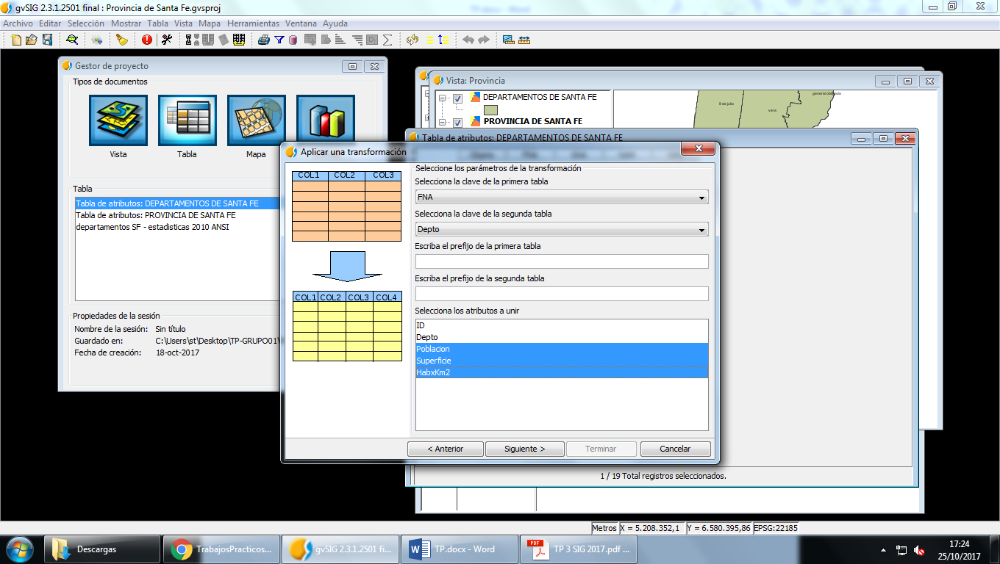 gvSIG 2.3.1.2501 final : Provincia de Santa Fe.gvsproj
Archivo Editar Selección Mostrar Tabla Vista Mapa Herramientas Ventana Ayuda
Gestor de proyecto
Tipos de documentos
Vista Tabla Mapa
Tabla
Tabla de atributos: DEPARTAMENTOS DE SANTA FE
Tabla de atributos: PROVINCIA DE SANTA FE
departamentos SF - estadisticas 2010 ANSI
Propiedades de la sesión
Nombre de la sesión: Sin título
Guardado en: C:\Users\st\Desktop\TP-GRUPO01\
Fecha de creación: 18-oct-2017
Vista: Provincia
DEPARTAMENTOS DE SANTA FE
PROVINCIA DE SANTA FE
9 de julio
vera
general obligado
Tabla de atributos: DEPARTAMENTOS DE SANTA FE
Aplicar una transformación
COL1 COL2 COL3
COL1 COL2 COL3 COL4
Seleccione los parámetros de la transformación
Selecciona la clave de la primera tabla
FNA
Selecciona la clave de la segunda tabla
Depto
Escriba el prefijo de la primera tabla
Escriba el prefijo de la segunda tabla
Selecciona los atributos a unir
ID
Depto
Poblacion
Superficie
HabxKm2
< Anterior Siguiente > Terminar Cancelar
1 / 19 Total registros seleccionados.
Metros X = 5.208.352,1 Y = 6.580.395,86 EPSG:22185
Descargas
TrabajosPracticos...
gvSIG 2.3.1.2501 fi...
TP.docx - Word
PDF
TP 3 SIG 2017.pdf ...
17:24
25/10/2017